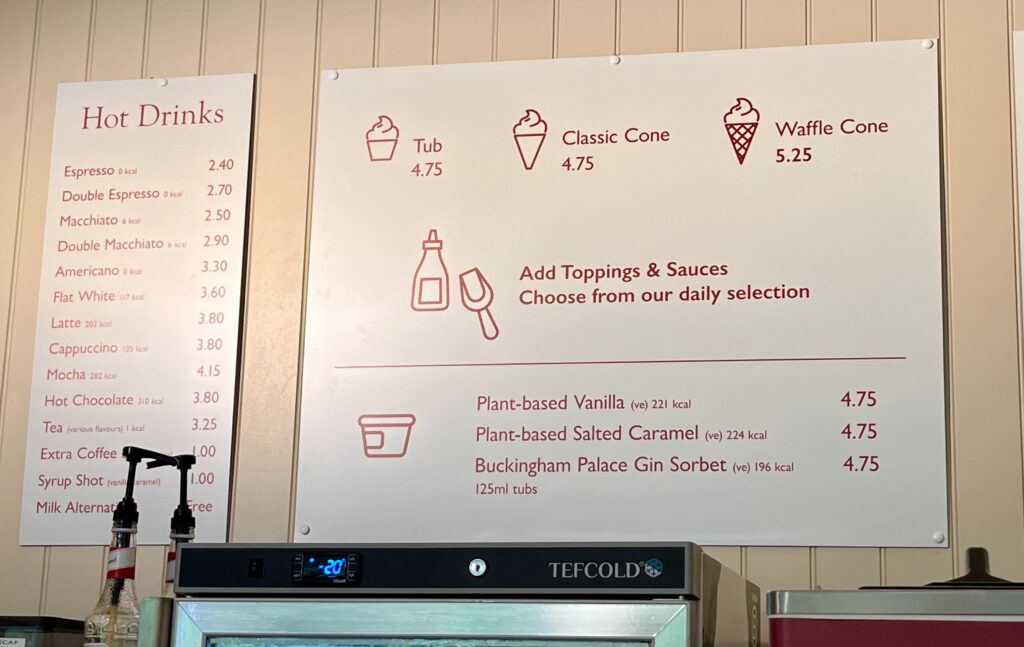 Hot Drinks
Espresso 0 kcal 2.40
Double Espresso 0 kcal 2.70
Macchiato 6 kcal 2.50
Double Macchiato 6 kcal 2.90
Americano 0 kcal 3.30
Flat White 117 kcal 3.60
Latte 202 kcal 3.80
Cappuccino 135 kcal 3.80
Mocha 282 kcal 4.15
Hot Chocolate 310 kcal 3.80
Tea (various flavours) 1 kcal 3.25
Extra Coffee 1.00
Syrup Shot 1.00
Milk Free
Tub
4.75
Classic Cone
4.75
Waffle Cone
5.25
Add Toppings & Sauces
Choose from our daily selection
Plant-based Vanilla (ve) 221 kcal 4.75
Plant-based Salted Caramel (ve) 224 kcal 4.75
Buckingham Palace Gin Sorbet (ve) 196 kcal 4.75
125ml tubs
-20°
TEFCOLD